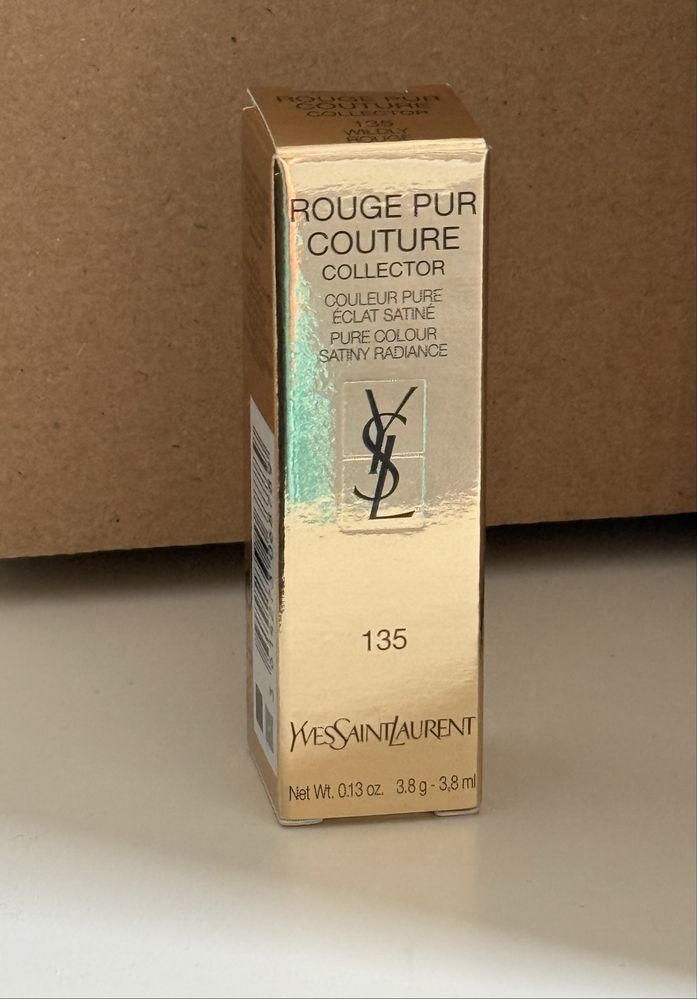 ROUGE PUR
COUTURE
COLLECTOR
135
WILDLY
ROUGE
ROUGE PUR
COUTURE
COLLECTOR
COULEUR PURE
ÉCLAT SATINÉ
PURE COLOUR
SATINY RADIANCE
YSL
135
YVESSAINTLAURENT
Net Wt. 0.13 oz. 3.8 g - 3,8 ml